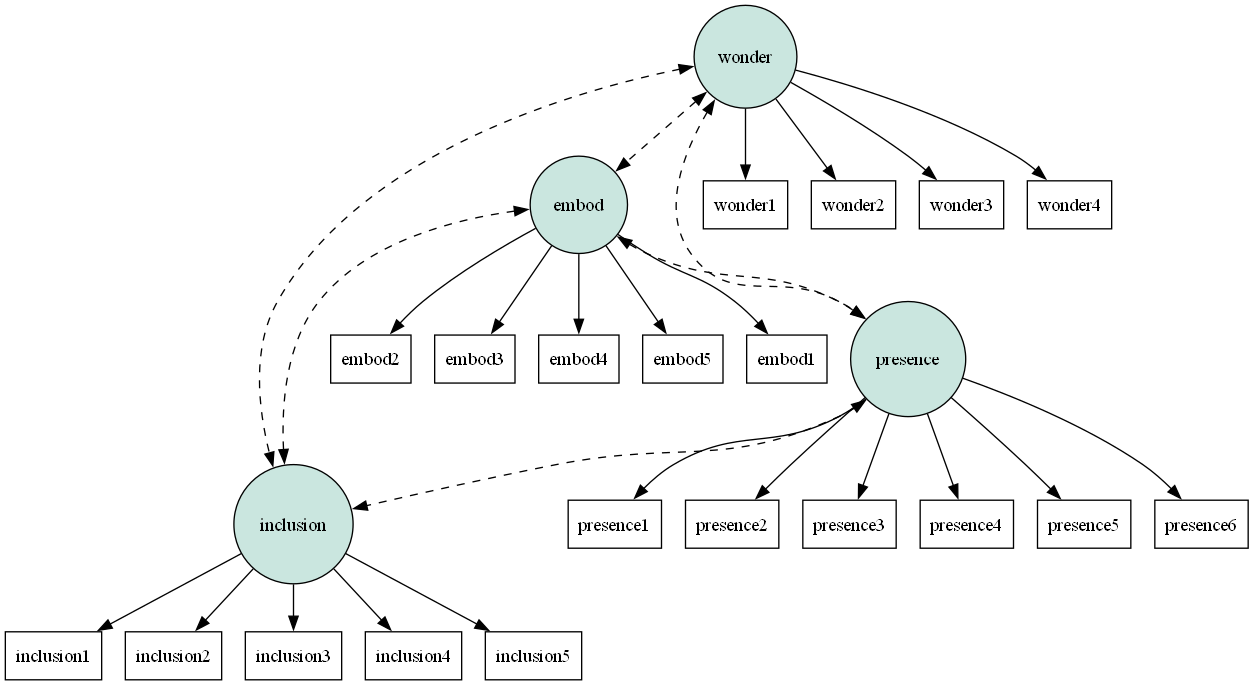 wonder
wonder1
wonder2
wonder3
wonder4
embod
embod2
embod3
embod4
embod5
embod1
presence
presence1
presence2
presence3
presence4
presence5
presence6
inclusion
inclusion1
inclusion2
inclusion3
inclusion4
inclusion5